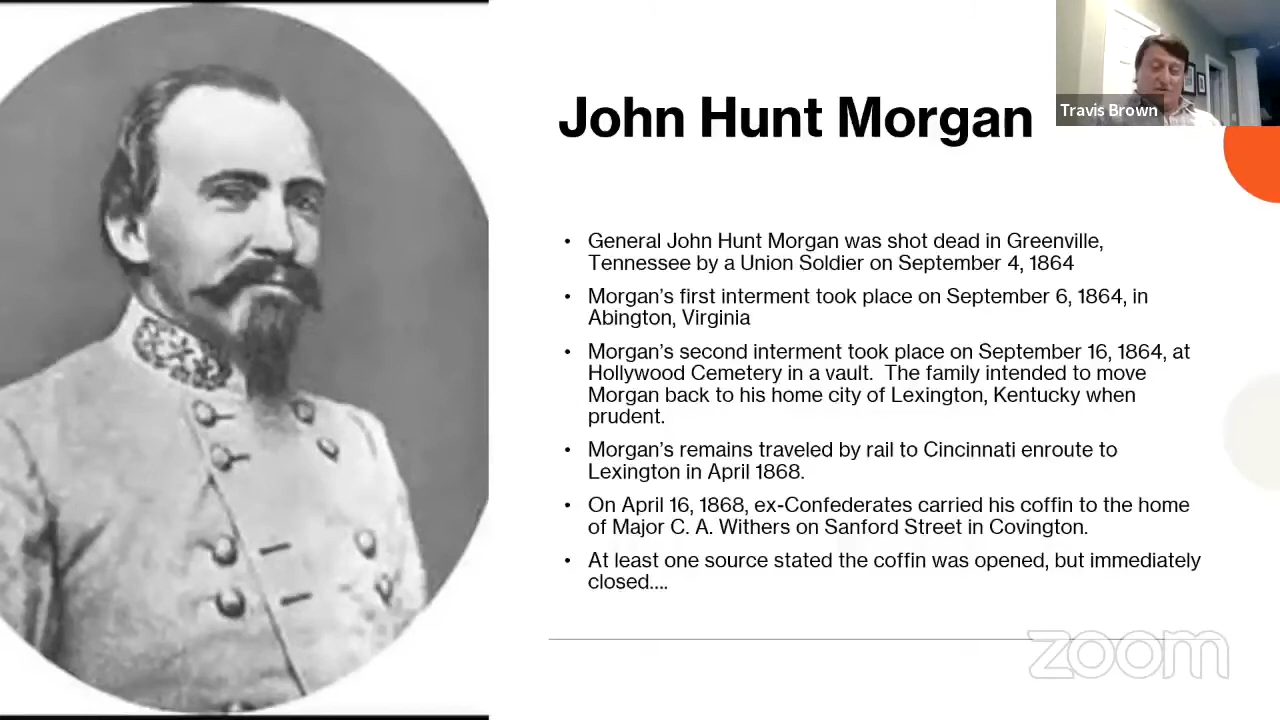 John Hunt Morgan
Travis Brown
• General John Hunt Morgan was shot dead in Greenville,
Tennessee by a Union Soldier on September 4, 1864
• Morgan’s first interment took place on September 6, 1864, in
Abington, Virginia
• Morgan’s second interment took place on September 16, 1864, at
Hollywood Cemetery in a vault.  The family intended to move
Morgan back to his home city of Lexington, Kentucky when
prudent.
• Morgan’s remains traveled by rail to Cincinnati enroute to
Lexington in April 1868.
• On April 16, 1868, ex-Confederates carried his coffin to the home
of Major C. A. Withers on Sanford Street in Covington.
• At least one source stated the coffin was opened, but immediately
closed….
zoom